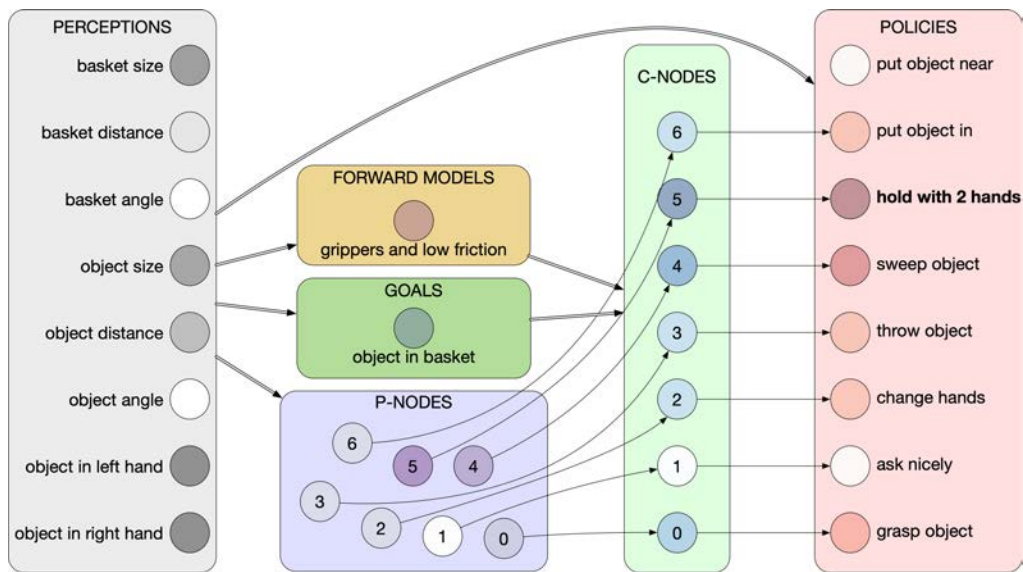 PERCEPTIONS
basket size
basket distance
basket angle
object size
object distance
object angle
object in left hand
object in right hand
FORWARD MODELS
grippers and low friction
GOALS
object in basket
P-NODES
6
5
4
3
2
1
0
C-NODES
6
5
4
3
2
1
0
POLICIES
put object near
put object in
hold with 2 hands
sweep object
throw object
change hands
ask nicely
grasp object